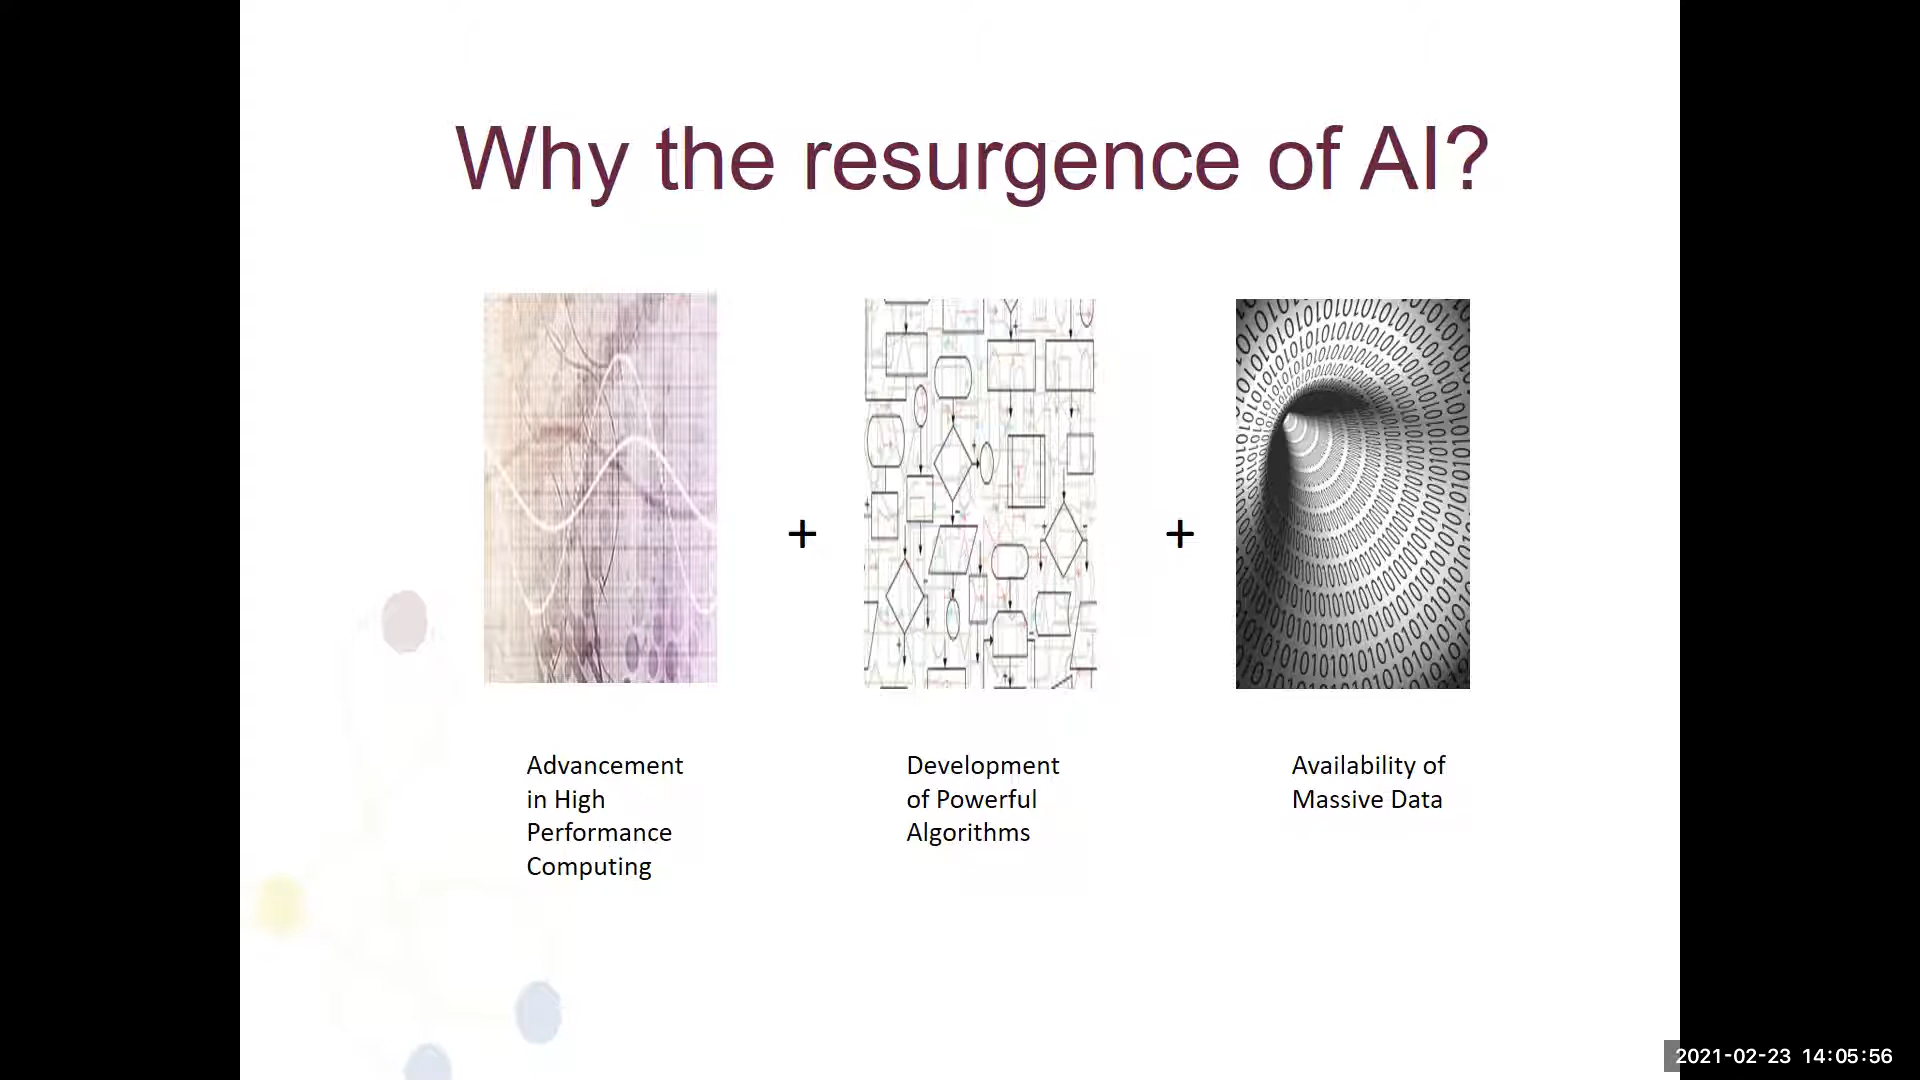 Why the resurgence of AI?
+
+
Advancement
in High
Performance
Computing
Development
of Powerful
Algorithms
Availability of
Massive Data
2021-02-23 14:05:56